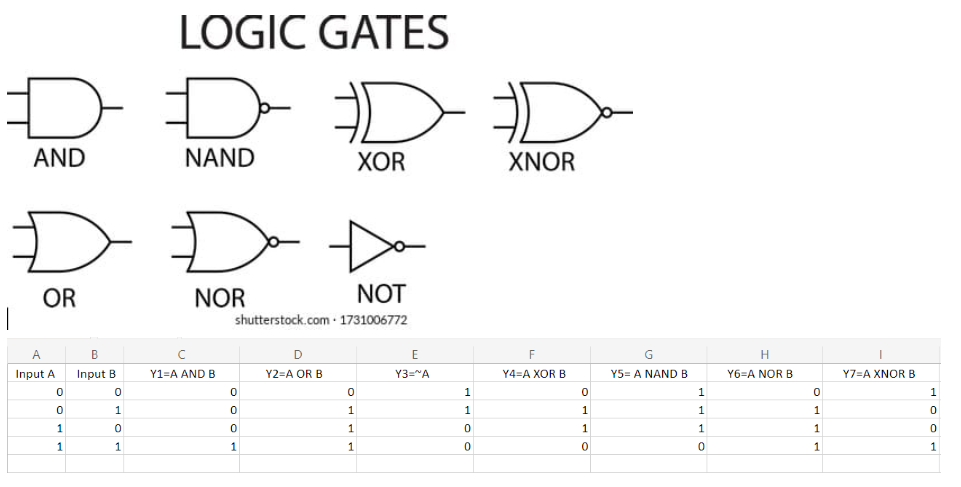 LOGIC GATES
AND NAND XOR XNOR
OR NOR NOT
shutterstock.com · 1731006772
A B C D E F G H I
Input A Input B Y1=A AND B Y2=A OR B Y3=~A Y4=A XOR B Y5= A NAND B Y6=A NOR B Y7=A XNOR B
0 0 0 0 1 0 1 0 1
0 1 0 1 1 1 1 1 0
1 0 0 1 0 1 1 1 0
1 1 1 1 0 0 0 1 1